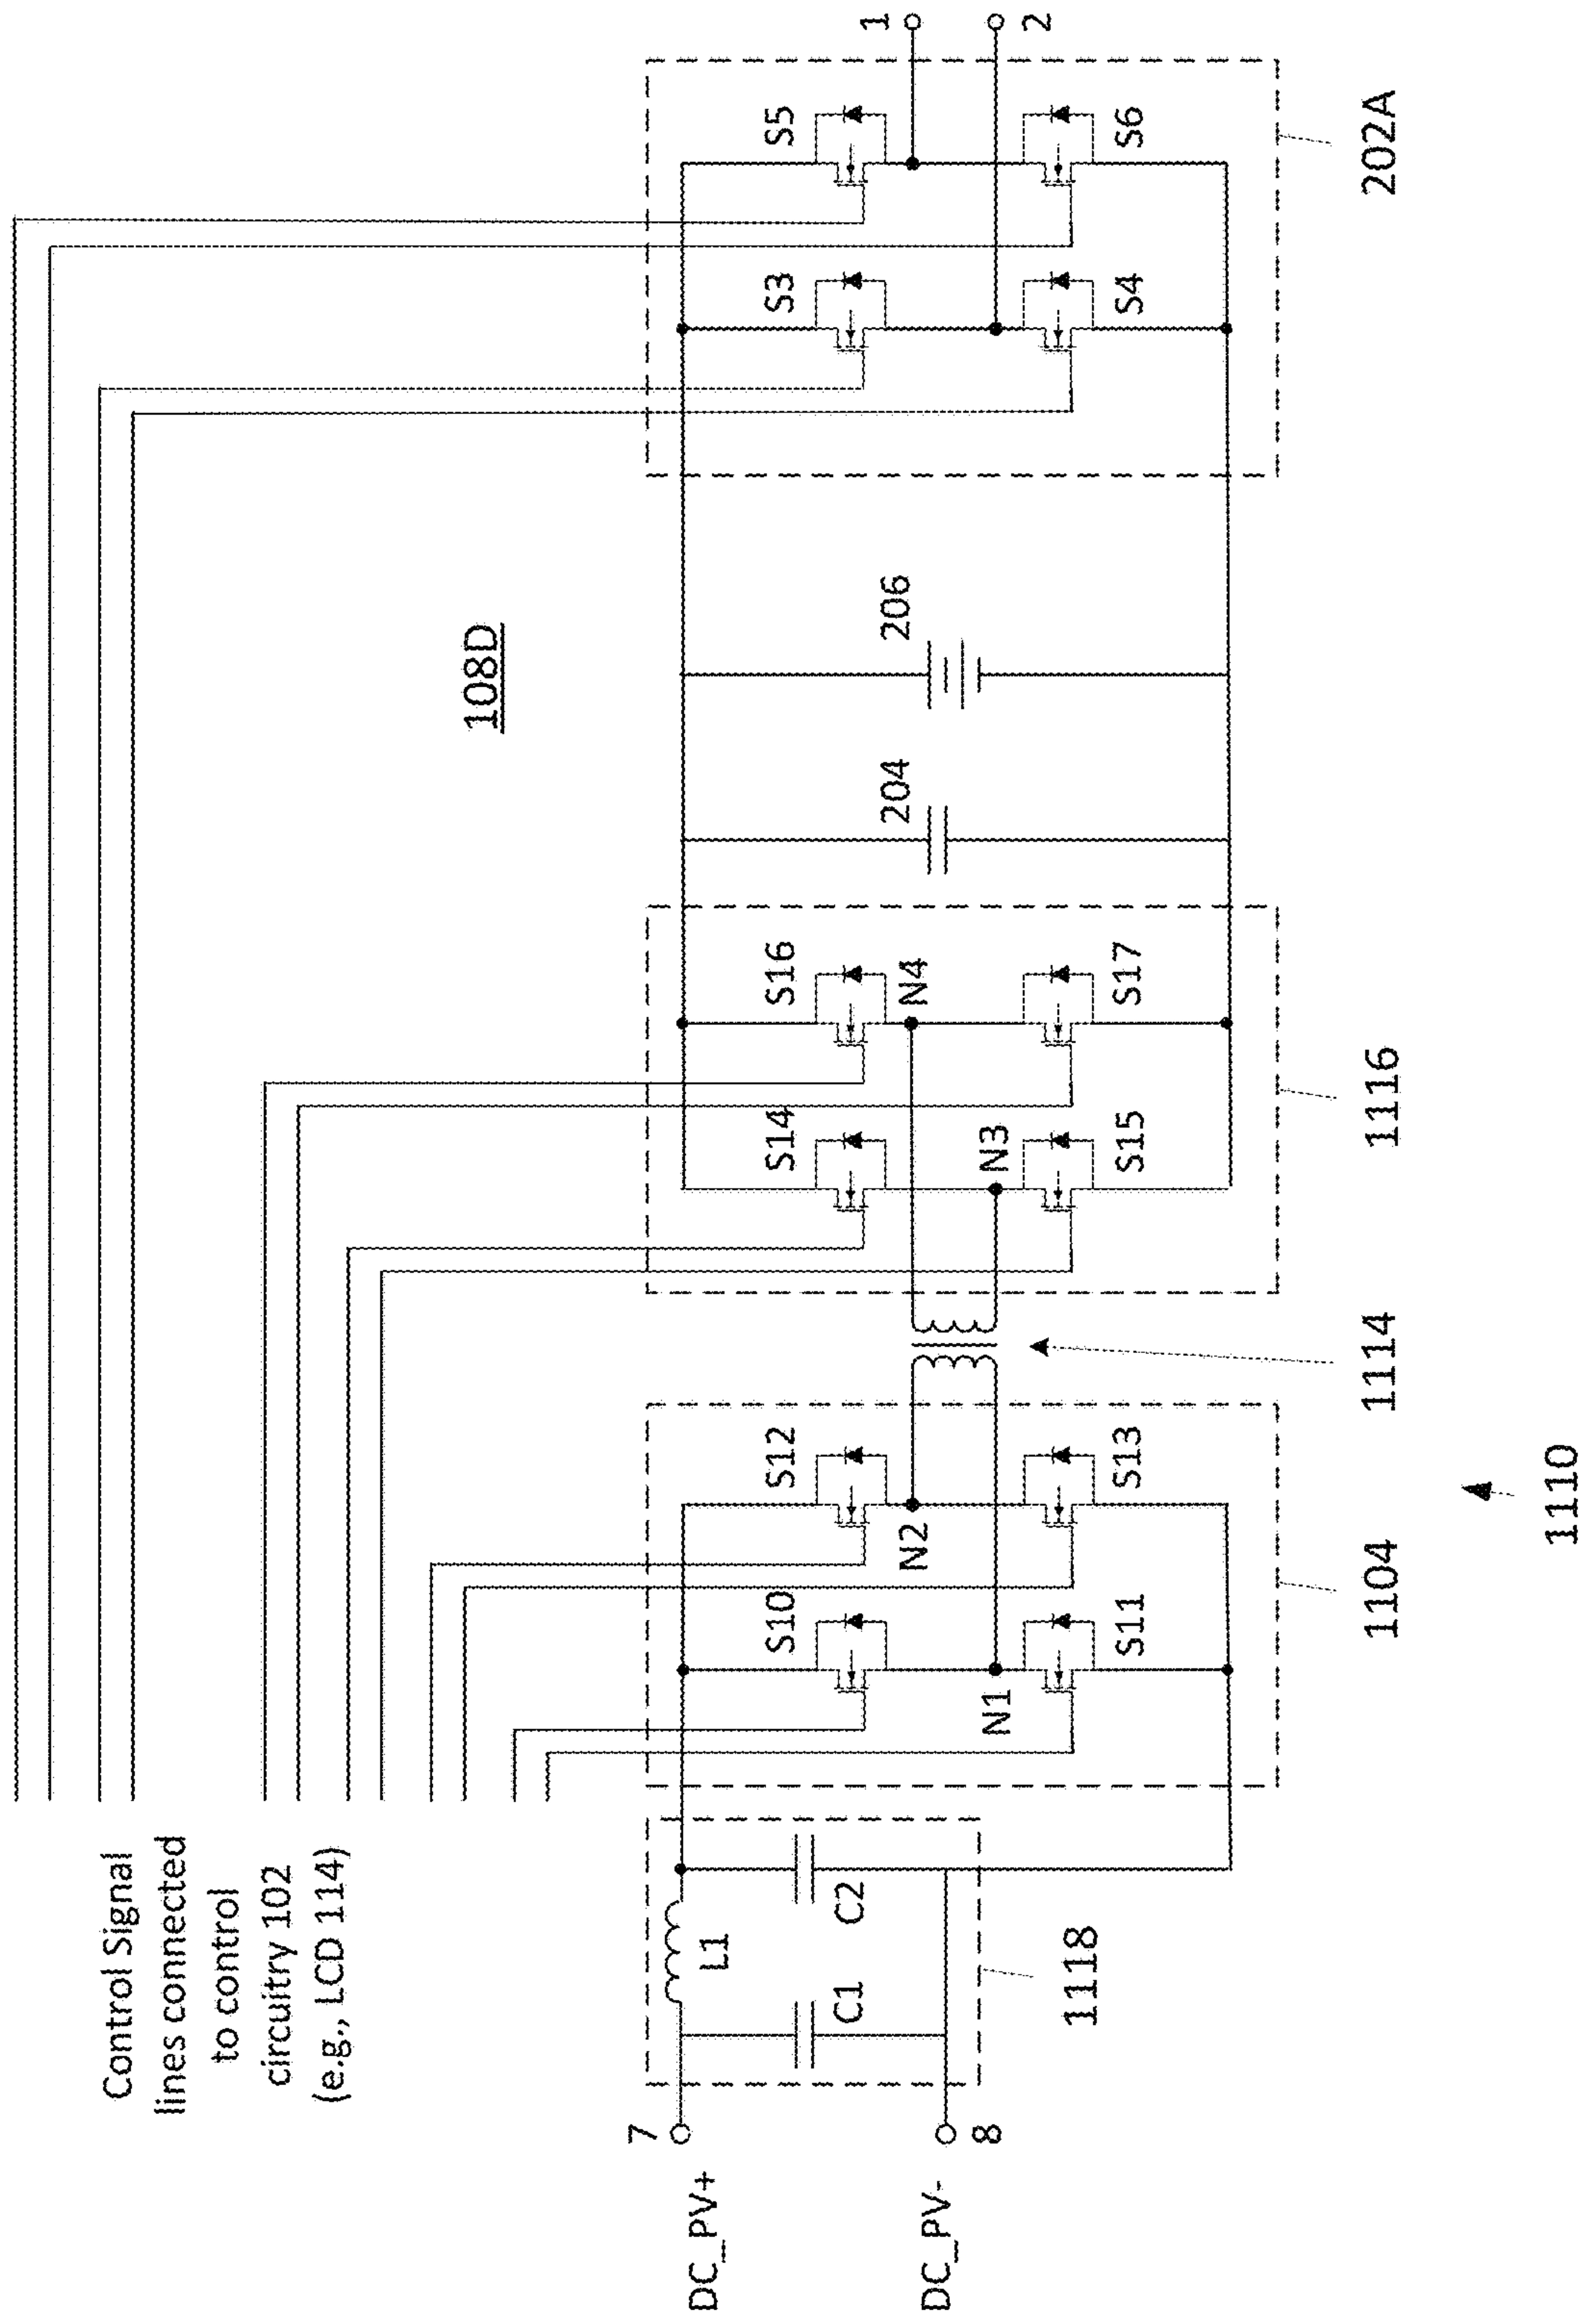 Control Signal
lines connected
to control
circuitry 102
(e.g., LCD 114)
108D
7
DC_PV+
DC_PV-
8
L1
C1
C2
1118
S10
S12
N2
N1
S11
S13
1104
1110
1114
S14
S16
N4
N3
S15
S17
1116
204
206
S3
S5
S4
S6
202A
1
2